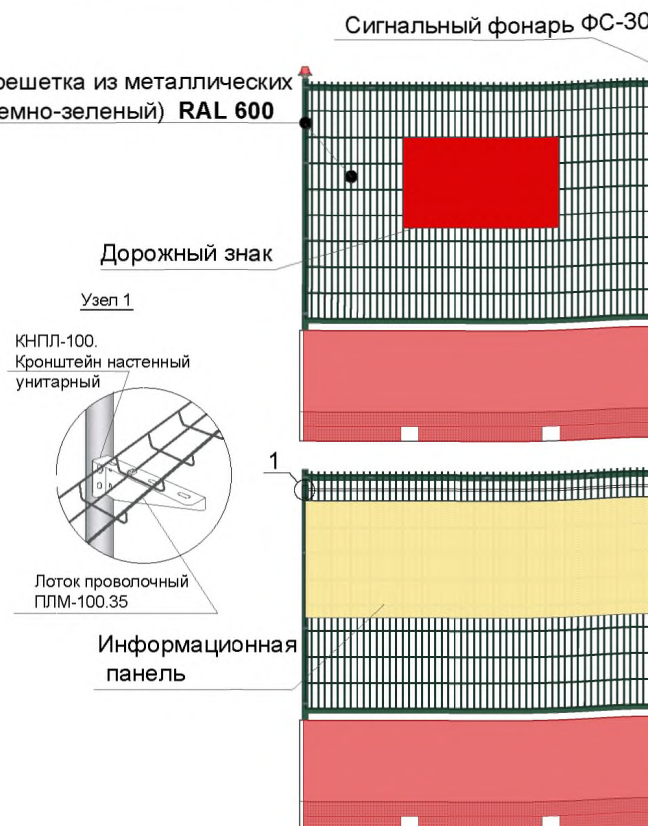 Сигнальный фонарь ФС-30
решетка из металлических
емно-зеленый) RAL 600
Дорожный знак
Узел 1
КНПЛ-100.
Кронштейн настенный
унитарный
1
Лоток проволочный
ПЛМ-100.35
Информационная
панель